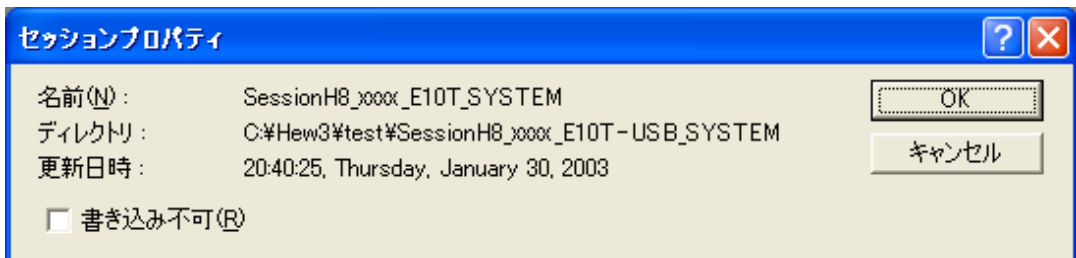 セッションプロパティ
名前(N) : SessionH8_xxxx_E10T_SYSTEM
ディレクトリ : C:¥Hew3¥test¥SessionH8_xxxx_E10T-USB_SYSTEM
更新日時 : 20:40:25, Thursday, January 30, 2003
書き込み不可(R)
OK
キャンセル